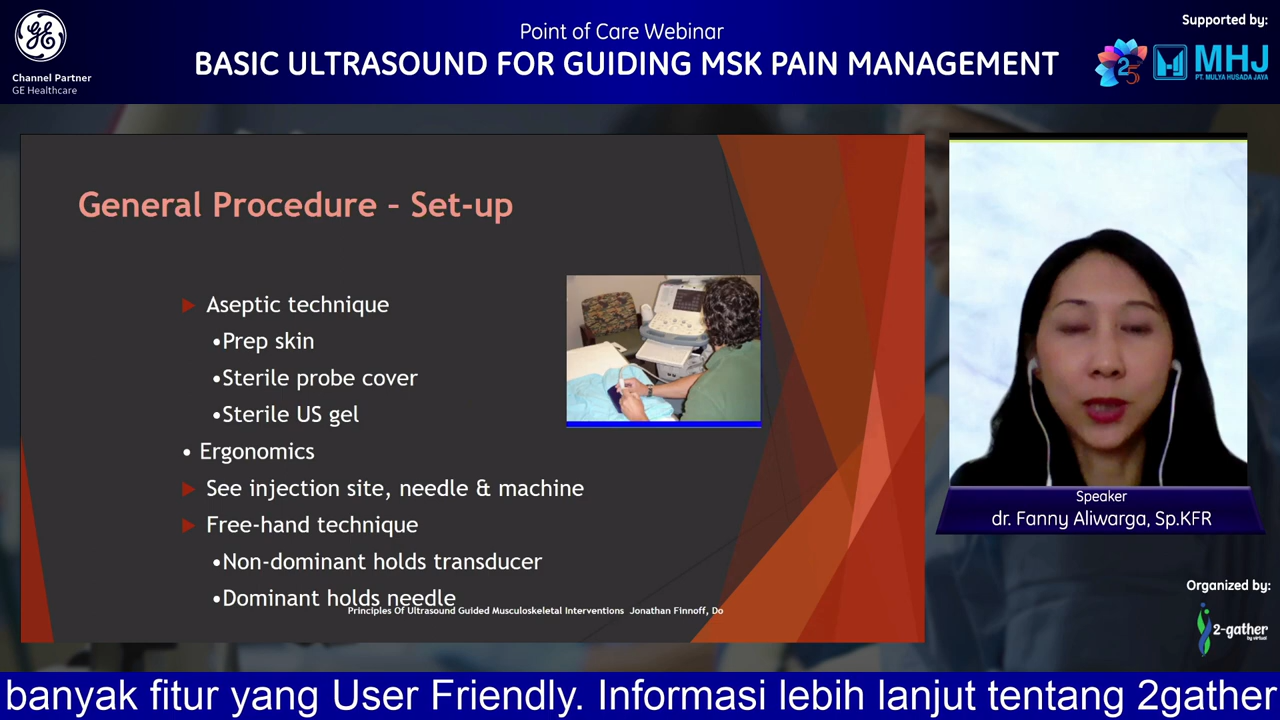 Point of Care Webinar
BASIC ULTRASOUND FOR GUIDING MSK PAIN MANAGEMENT
Channel Partner
GE Healthcare
Supported by:
25
MHJ
PT. MULYA HUSADA JAYA
General Procedure – Set-up
Aseptic technique
•Prep skin
•Sterile probe cover
•Sterile US gel
• Ergonomics
See injection site, needle & machine
Free-hand technique
•Non-dominant holds transducer
•Dominant holds needle
Principles Of Ultrasound Guided Musculoskeletal Interventions Jonathan Finnoff, Do
Speaker
dr. Fanny Aliwarga, Sp.KFR
Organized by:
2-gather
by virtual
banyak fitur yang User Friendly. Informasi lebih lanjut tentang 2gather